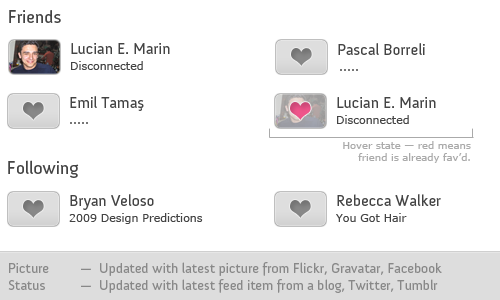 Friends
Lucian E. Marin
Disconnected
Pascal Borreli
.....
Emil Tamaş
.....
Lucian E. Marin
Disconnected
Hover state — red means
friend is already fav'd.
Following
Bryan Veloso
2009 Design Predictions
Rebecca Walker
You Got Hair
Picture — Updated with latest picture from Flickr, Gravatar, Facebook
Status — Updated with latest feed item from a blog, Twitter, Tumblr